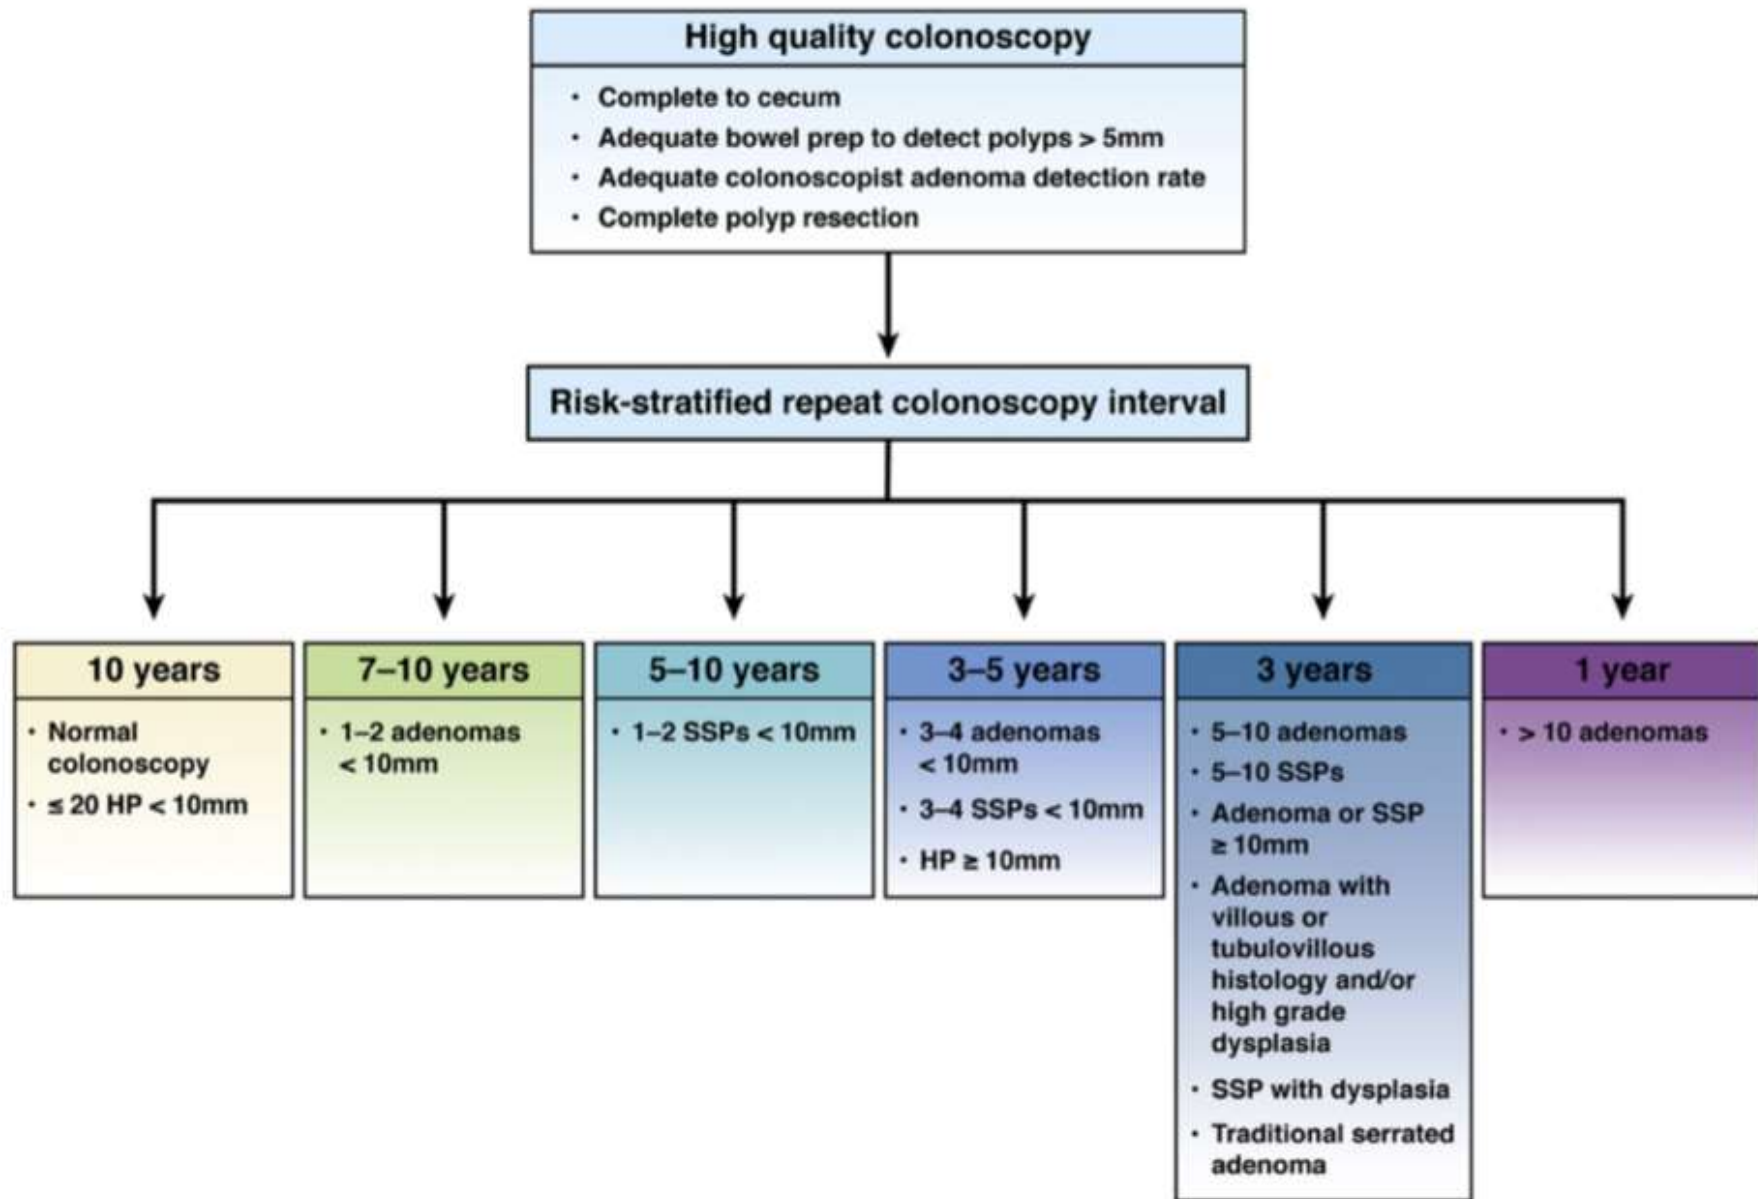 High quality colonoscopy
· Complete to cecum
· Adequate bowel prep to detect polyps > 5mm
· Adequate colonoscopist adenoma detection rate
· Complete polyp resection
Risk-stratified repeat colonoscopy interval
10 years
· Normal
colonoscopy
· ≤ 20 HP < 10mm
7–10 years
· 1–2 adenomas
< 10mm
5–10 years
· 1–2 SSPs < 10mm
3–5 years
· 3–4 adenomas
< 10mm
· 3–4 SSPs < 10mm
· HP ≥ 10mm
3 years
· 5–10 adenomas
· 5–10 SSPs
· Adenoma or SSP
≥ 10mm
· Adenoma with
villous or
tubulovillous
histology and/or
high grade
dysplasia
· SSP with dysplasia
· Traditional serrated
adenoma
1 year
· > 10 adenomas